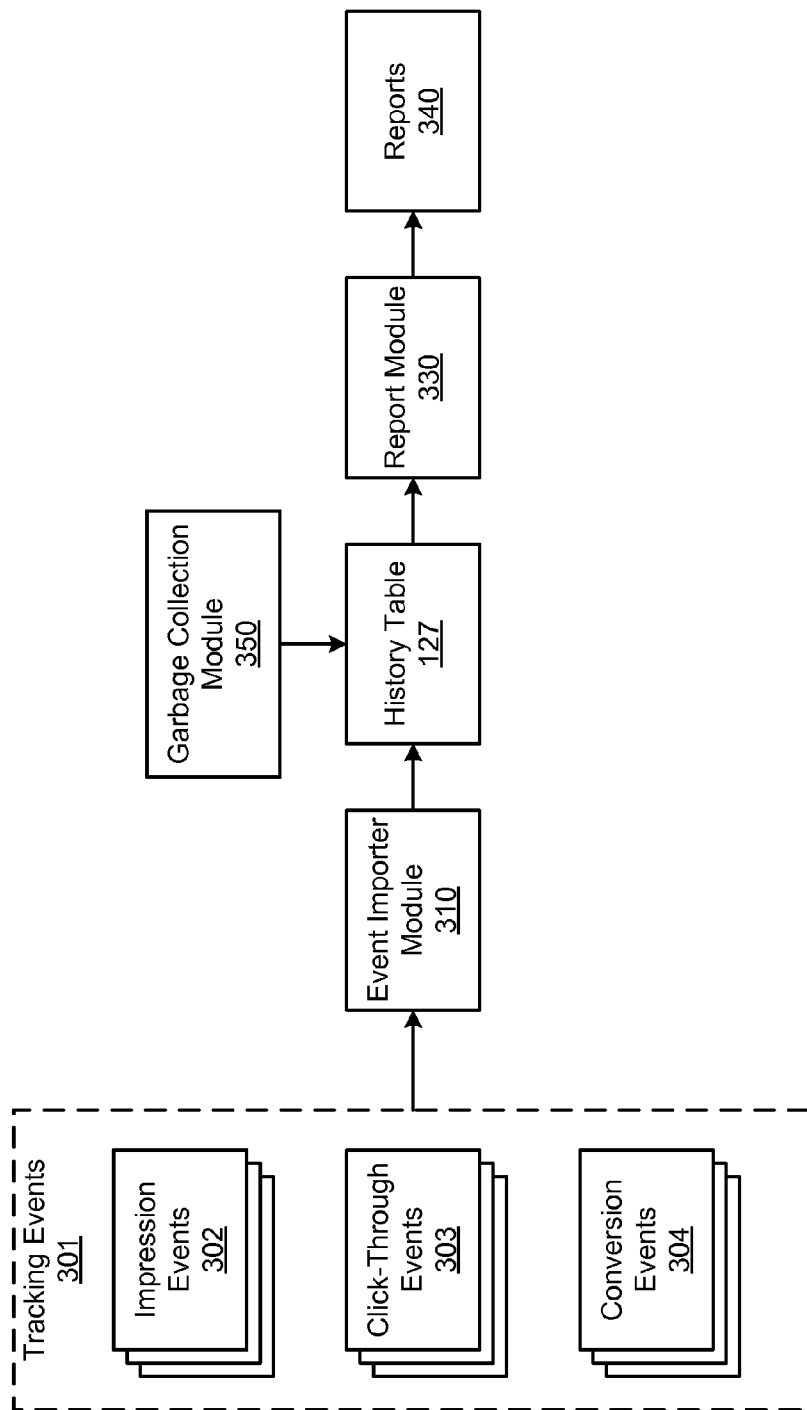 Tracking Events
301
Impression
Events
302
Click-Through
Events
303
Conversion
Events
304
Event Importer
Module
310
Garbage Collection
Module
350
History Table
127
Report Module
330
Reports
340